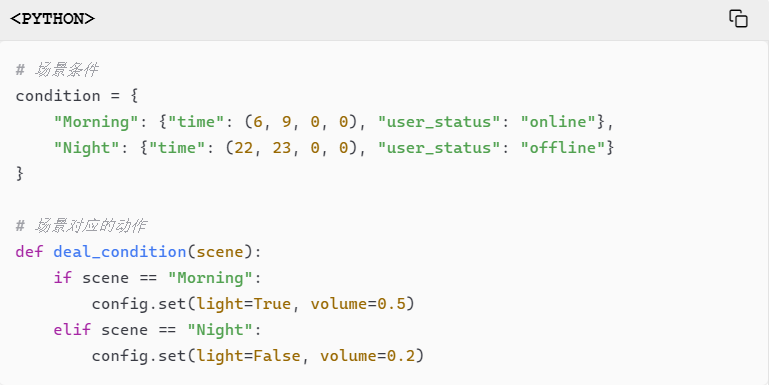 <PYTHON>
# 场景条件
condition = {
    "Morning": {"time": (6, 9, 0, 0), "user_status": "online"},
    "Night": {"time": (22, 23, 0, 0), "user_status": "offline"}
}
# 场景对应的动作
def deal_condition(scene):
    if scene == "Morning":
        config.set(light=True, volume=0.5)
    elif scene == "Night":
        config.set(light=False, volume=0.2)